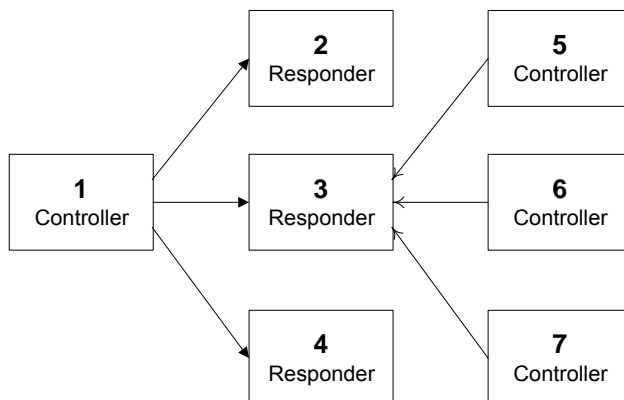 2
Responder
5
Controller
1
Controller
3
Responder
6
Controller
4
Responder
7
Controller